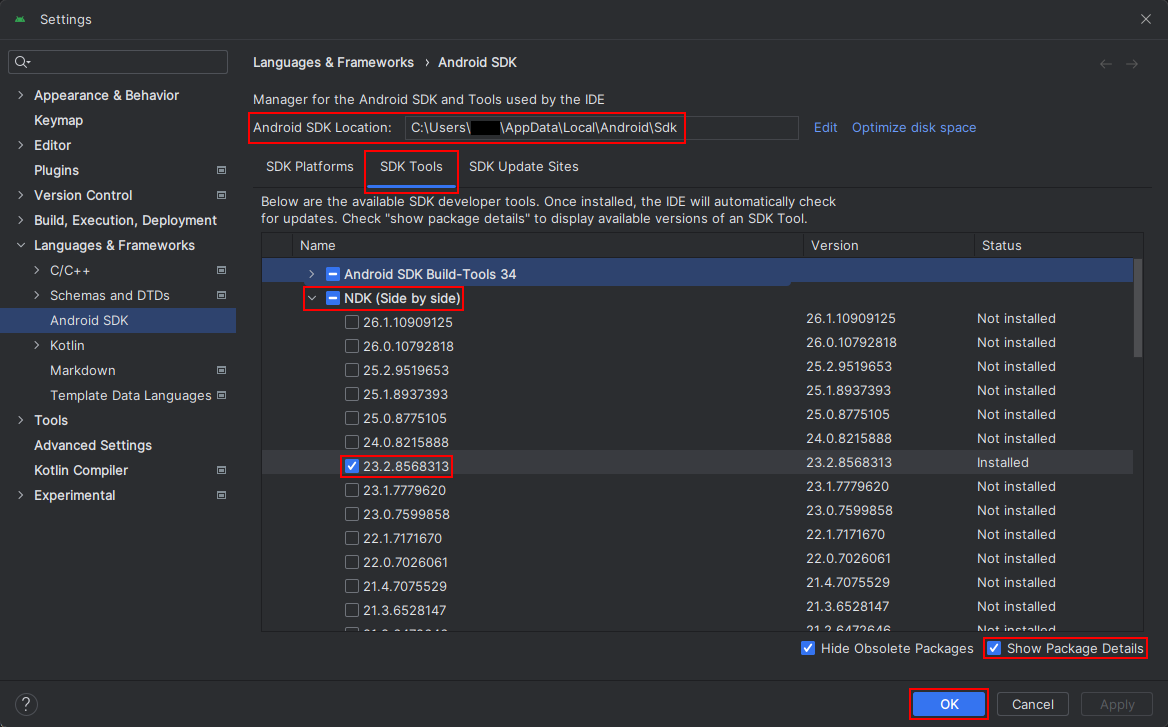 Settings
Languages & Frameworks › Android SDK
Manager for the Android SDK and Tools used by the IDE
Android SDK Location: C:\Users\ \AppData\Local\Android\Sdk Edit Optimize disk space
SDK Platforms SDK Tools SDK Update Sites
Below are the available SDK developer tools. Once installed, the IDE will automatically check
for updates. Check "show package details" to display available versions of an SDK Tool.
Appearance & Behavior
Keymap
Editor
Plugins
Version Control
Build, Execution, Deployment
Languages & Frameworks
C/C++
Schemas and DTDs
Android SDK
Kotlin
Markdown
Template Data Languages
Tools
Advanced Settings
Kotlin Compiler
Experimental
Name Version Status
Android SDK Build-Tools 34
NDK (Side by side)
26.1.10909125 26.1.10909125 Not installed
26.0.10792818 26.0.10792818 Not installed
25.2.9519653 25.2.9519653 Not installed
25.1.8937393 25.1.8937393 Not installed
25.0.8775105 25.0.8775105 Not installed
24.0.8215888 24.0.8215888 Not installed
23.2.8568313 23.2.8568313 Installed
23.1.7779620 23.1.7779620 Not installed
23.0.7599858 23.0.7599858 Not installed
22.1.7171670 22.1.7171670 Not installed
22.0.7026061 22.0.7026061 Not installed
21.4.7075529 21.4.7075529 Not installed
21.3.6528147 21.3.6528147 Not installed
21.2.6472646 Not installed
Hide Obsolete Packages Show Package Details
? OK Cancel Apply